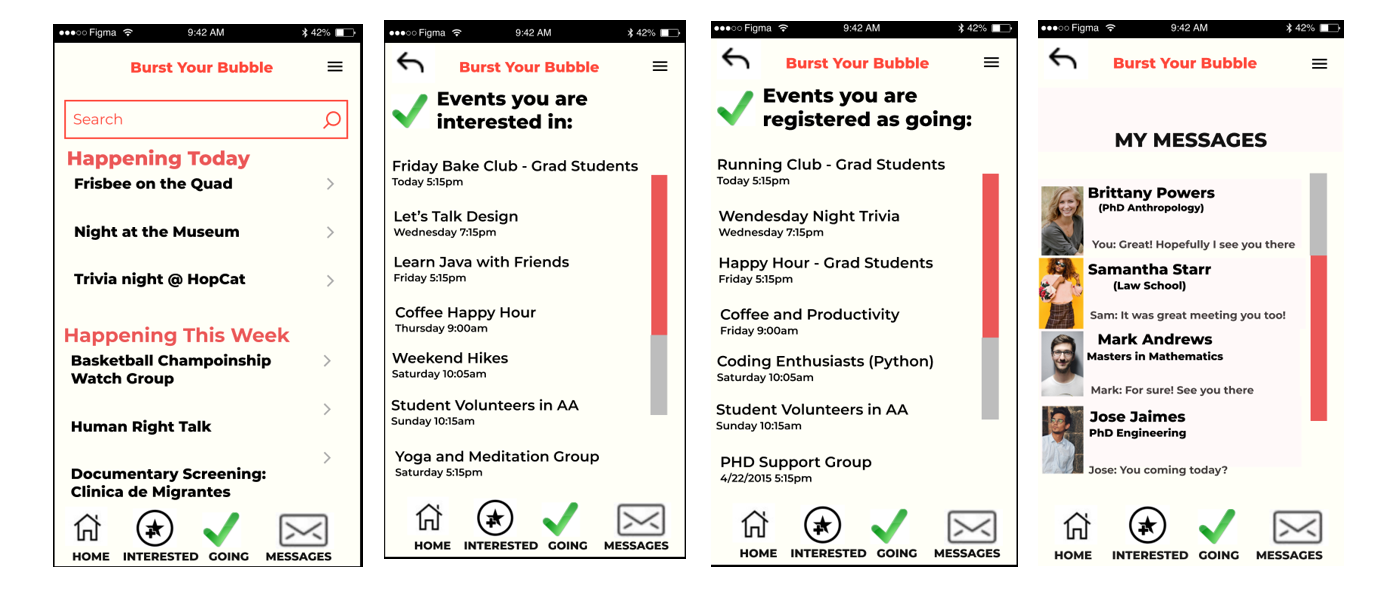 ●●●○○ Figma 9:42 AM 42%
Burst Your Bubble
Search
Happening Today
Frisbee on the Quad
Night at the Museum
Trivia night @ HopCat
Happening This Week
Basketball Champoinship
Watch Group
Human Right Talk
Documentary Screening:
Clinica de Migrantes
HOME INTERESTED GOING MESSAGES
●●●○○ Figma 9:42 AM 42%
Burst Your Bubble
Events you are
interested in:
Friday Bake Club - Grad Students
Today 5:15pm
Let's Talk Design
Wednesday 7:15pm
Learn Java with Friends
Friday 5:15pm
Coffee Happy Hour
Thursday 9:00am
Weekend Hikes
Saturday 10:05am
Student Volunteers in AA
Sunday 10:15am
Yoga and Meditation Group
Saturday 5:15pm
HOME INTERESTED GOING MESSAGES
●●●○○ Figma 9:42 AM 42%
Burst Your Bubble
Events you are
registered as going:
Running Club - Grad Students
Today 5:15pm
Wendesday Night Trivia
Wednesday 7:15pm
Happy Hour - Grad Students
Friday 5:15pm
Coffee and Productivity
Friday 9:00am
Coding Enthusiasts (Python)
Saturday 10:05am
Student Volunteers in AA
Sunday 10:15am
PHD Support Group
4/22/2015 5:15pm
HOME INTERESTED GOING MESSAGES
●●●○○ Figma 9:42 AM 42%
Burst Your Bubble
MY MESSAGES
Brittany Powers
(PhD Anthropology)
You: Great! Hopefully I see you there
Samantha Starr
(Law School)
Sam: It was great meeting you too!
Mark Andrews
Masters in Mathematics
Mark: For sure! See you there
Jose Jaimes
PhD Engineering
Jose: You coming today?
HOME INTERESTED GOING MESSAGES